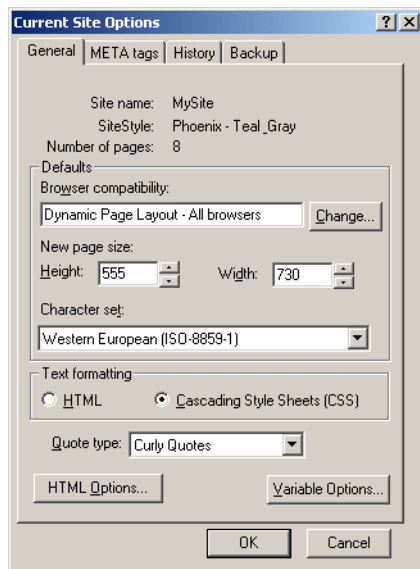 Current Site Options
General META tags History Backup
Site name: MySite
SiteStyle: Phoenix - Teal_Gray
Number of pages: 8
Defaults
Browser compatibility:
Dynamic Page Layout - All browsers Change...
New page size:
Height: 555 Width: 730
Character set:
Western European (ISO-8859-1)
Text formatting
HTML Cascading Style Sheets (CSS)
Quote type: Curly Quotes
HTML Options... Variable Options...
OK Cancel